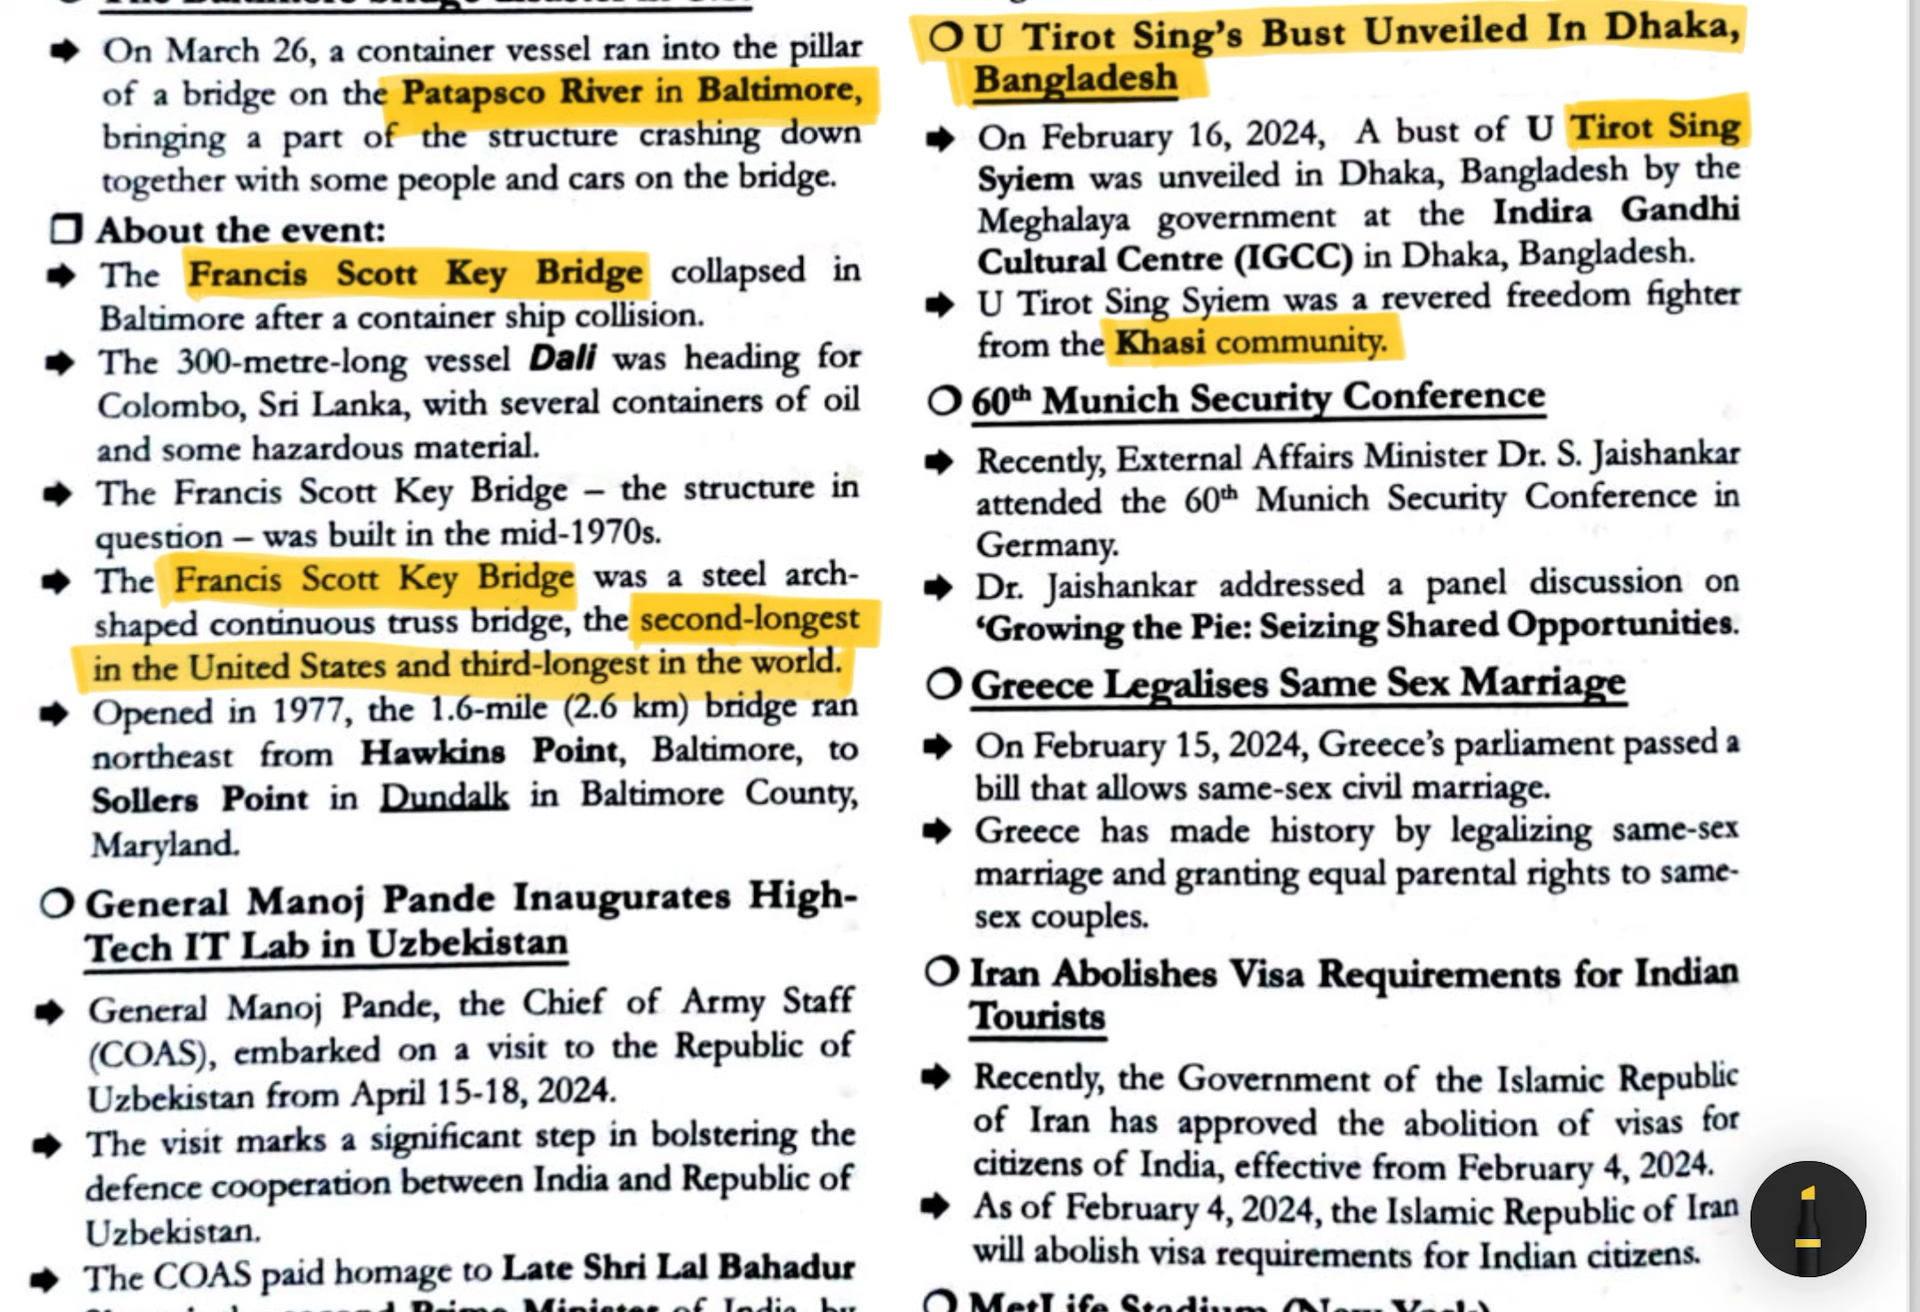 The Baltimore bridge disaster in U.S.
➡ On March 26, a container vessel ran into the pillar
of a bridge on the Patapsco River in Baltimore,
bringing a part of the structure crashing down
together with some people and cars on the bridge.
❒ About the event:
➡ The Francis Scott Key Bridge collapsed in
Baltimore after a container ship collision.
➡ The 300-metre-long vessel Dali was heading for
Colombo, Sri Lanka, with several containers of oil
and some hazardous material.
➡ The Francis Scott Key Bridge – the structure in
question – was built in the mid-1970s.
➡ The Francis Scott Key Bridge was a steel arch-
shaped continuous truss bridge, the second-longest
in the United States and third-longest in the world.
➡ Opened in 1977, the 1.6-mile (2.6 km) bridge ran
northeast from Hawkins Point, Baltimore, to
Sollers Point in Dundalk in Baltimore County,
Maryland.
❍ General Manoj Pande Inaugurates High-
Tech IT Lab in Uzbekistan
➡ General Manoj Pande, the Chief of Army Staff
(COAS), embarked on a visit to the Republic of
Uzbekistan from April 15-18, 2024.
➡ The visit marks a significant step in bolstering the
defence cooperation between India and Republic of
Uzbekistan.
➡ The COAS paid homage to Late Shri Lal Bahadur
Prime Minister of India, by
❍ U Tirot Sing's Bust Unveiled In Dhaka,
Bangladesh
➡ On February 16, 2024, A bust of U Tirot Sing
Syiem was unveiled in Dhaka, Bangladesh by the
Meghalaya government at the Indira Gandhi
Cultural Centre (IGCC) in Dhaka, Bangladesh.
➡ U Tirot Sing Syiem was a revered freedom fighter
from the Khasi community.
❍ 60th Munich Security Conference
➡ Recently, External Affairs Minister Dr. S. Jaishankar
attended the 60th Munich Security Conference in
Germany.
➡ Dr. Jaishankar addressed a panel discussion on
‘Growing the Pie: Seizing Shared Opportunities.
❍ Greece Legalises Same Sex Marriage
➡ On February 15, 2024, Greece's parliament passed a
bill that allows same-sex civil marriage.
➡ Greece has made history by legalizing same-sex
marriage and granting equal parental rights to same-
sex couples.
❍ Iran Abolishes Visa Requirements for Indian
Tourists
➡ Recently, the Government of the Islamic Republic
of Iran has approved the abolition of visas for
citizens of India, effective from February 4, 2024.
➡ As of February 4, 2024, the Islamic Republic of Iran
will abolish visa requirements for Indian citizens.
❍ MetLife Stadium (New York)